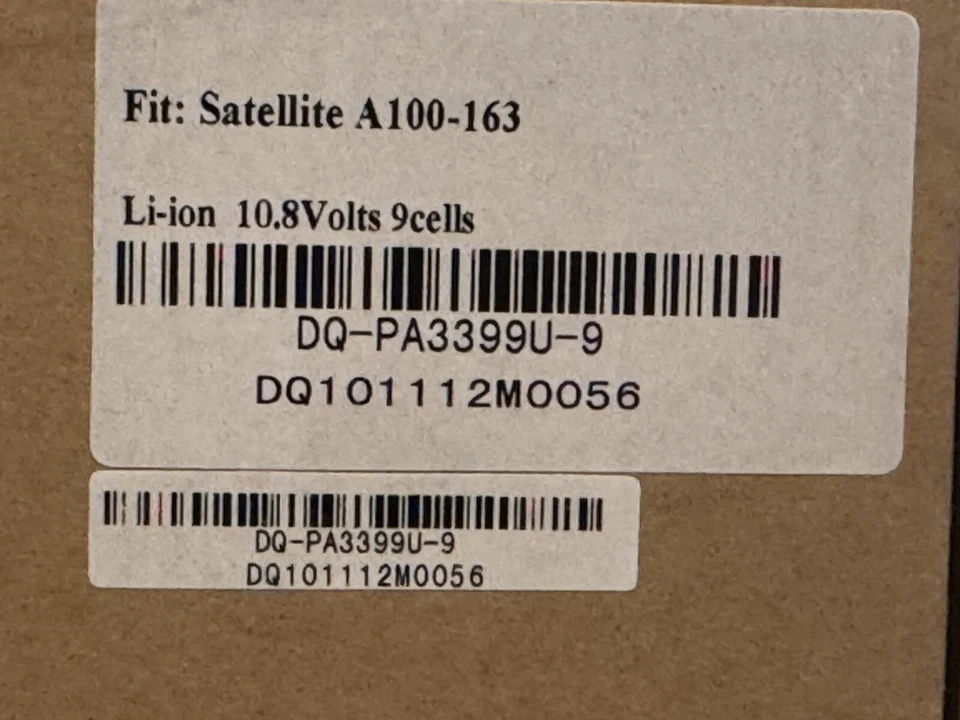 Fit: Satellite A100-163
Li-ion 10.8Volts 9cells
DQ-PA3399U-9
DQ101112M0056
DQ-PA3399U-9
DQ101112M0056